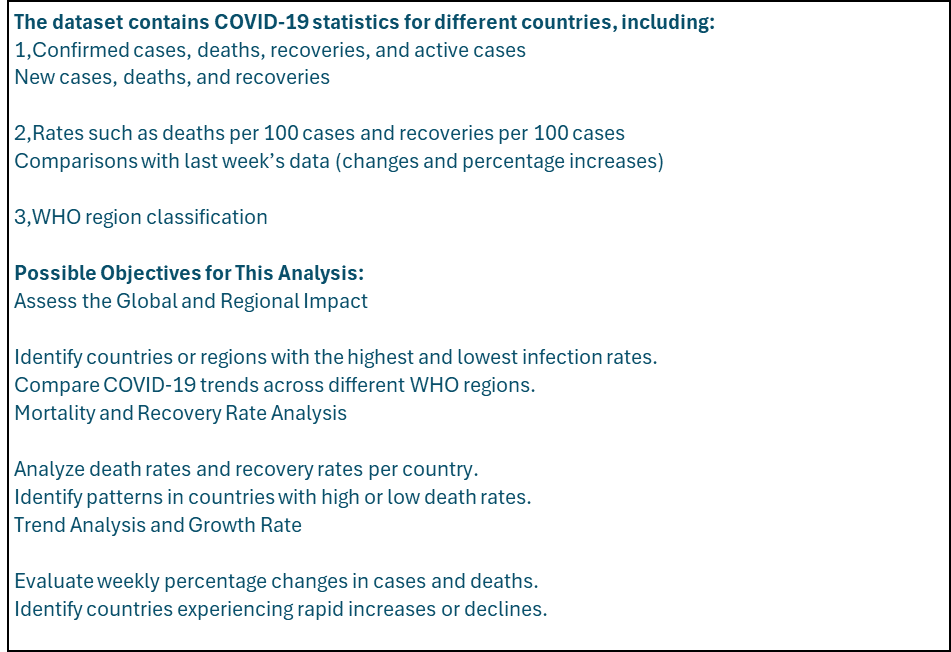 The dataset contains COVID-19 statistics for different countries, including:
1,Confirmed cases, deaths, recoveries, and active cases
New cases, deaths, and recoveries
2,Rates such as deaths per 100 cases and recoveries per 100 cases
Comparisons with last week's data (changes and percentage increases)
3,WHO region classification
Possible Objectives for This Analysis:
Assess the Global and Regional Impact
Identify countries or regions with the highest and lowest infection rates.
Compare COVID-19 trends across different WHO regions.
Mortality and Recovery Rate Analysis
Analyze death rates and recovery rates per country.
Identify patterns in countries with high or low death rates.
Trend Analysis and Growth Rate
Evaluate weekly percentage changes in cases and deaths.
Identify countries experiencing rapid increases or declines.